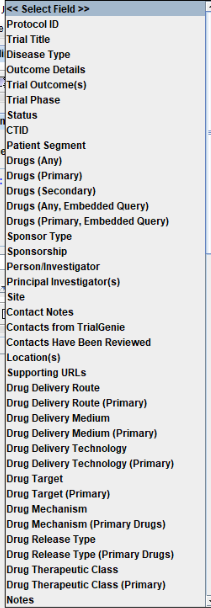 << Select Field >>
Protocol ID
Trial Title
Disease Type
Outcome Details
Trial Outcome(s)
Trial Phase
Status
CTID
Patient Segment
Drugs (Any)
Drugs (Primary)
Drugs (Secondary)
Drugs (Any, Embedded Query)
Drugs (Primary, Embedded Query)
Sponsor Type
Sponsorship
Person/Investigator
Principal Investigator(s)
Site
Contact Notes
Contacts from TrialGenie
Contacts Have Been Reviewed
Location(s)
Supporting URLs
Drug Delivery Route
Drug Delivery Route (Primary)
Drug Delivery Medium
Drug Delivery Medium (Primary)
Drug Delivery Technology
Drug Delivery Technology (Primary)
Drug Target
Drug Target (Primary)
Drug Mechanism
Drug Mechanism (Primary Drugs)
Drug Release Type
Drug Release Type (Primary Drugs)
Drug Therapeutic Class
Drug Therapeutic Class (Primary)
Notes